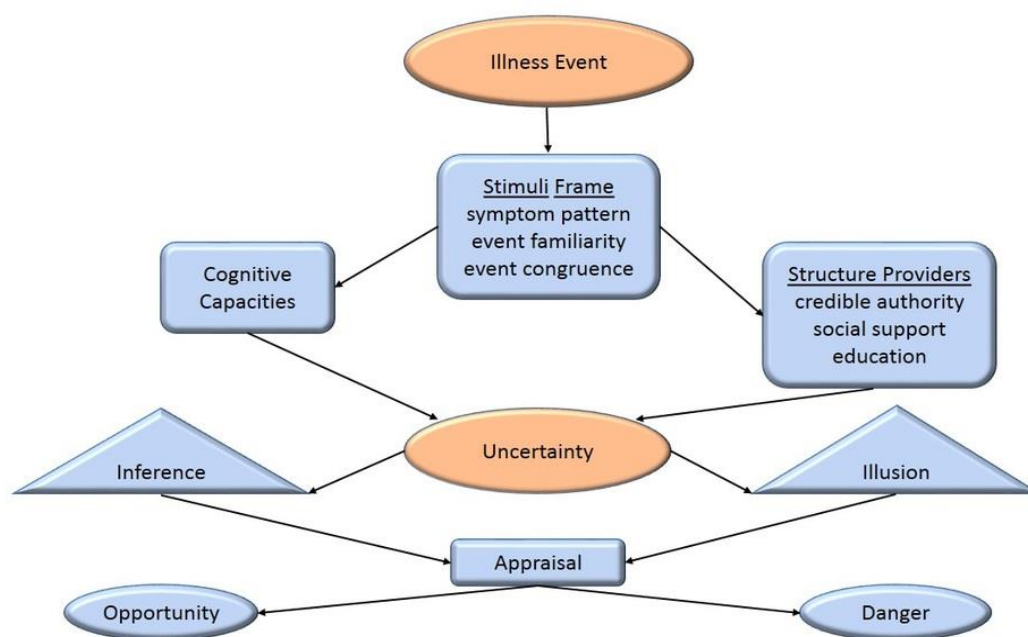 Illness Event
Stimuli Frame
symptom pattern
event familiarity
event congruence
Cognitive
Capacities
Structure Providers
credible authority
social support
education
Inference
Uncertainty
Illusion
Appraisal
Opportunity
Danger